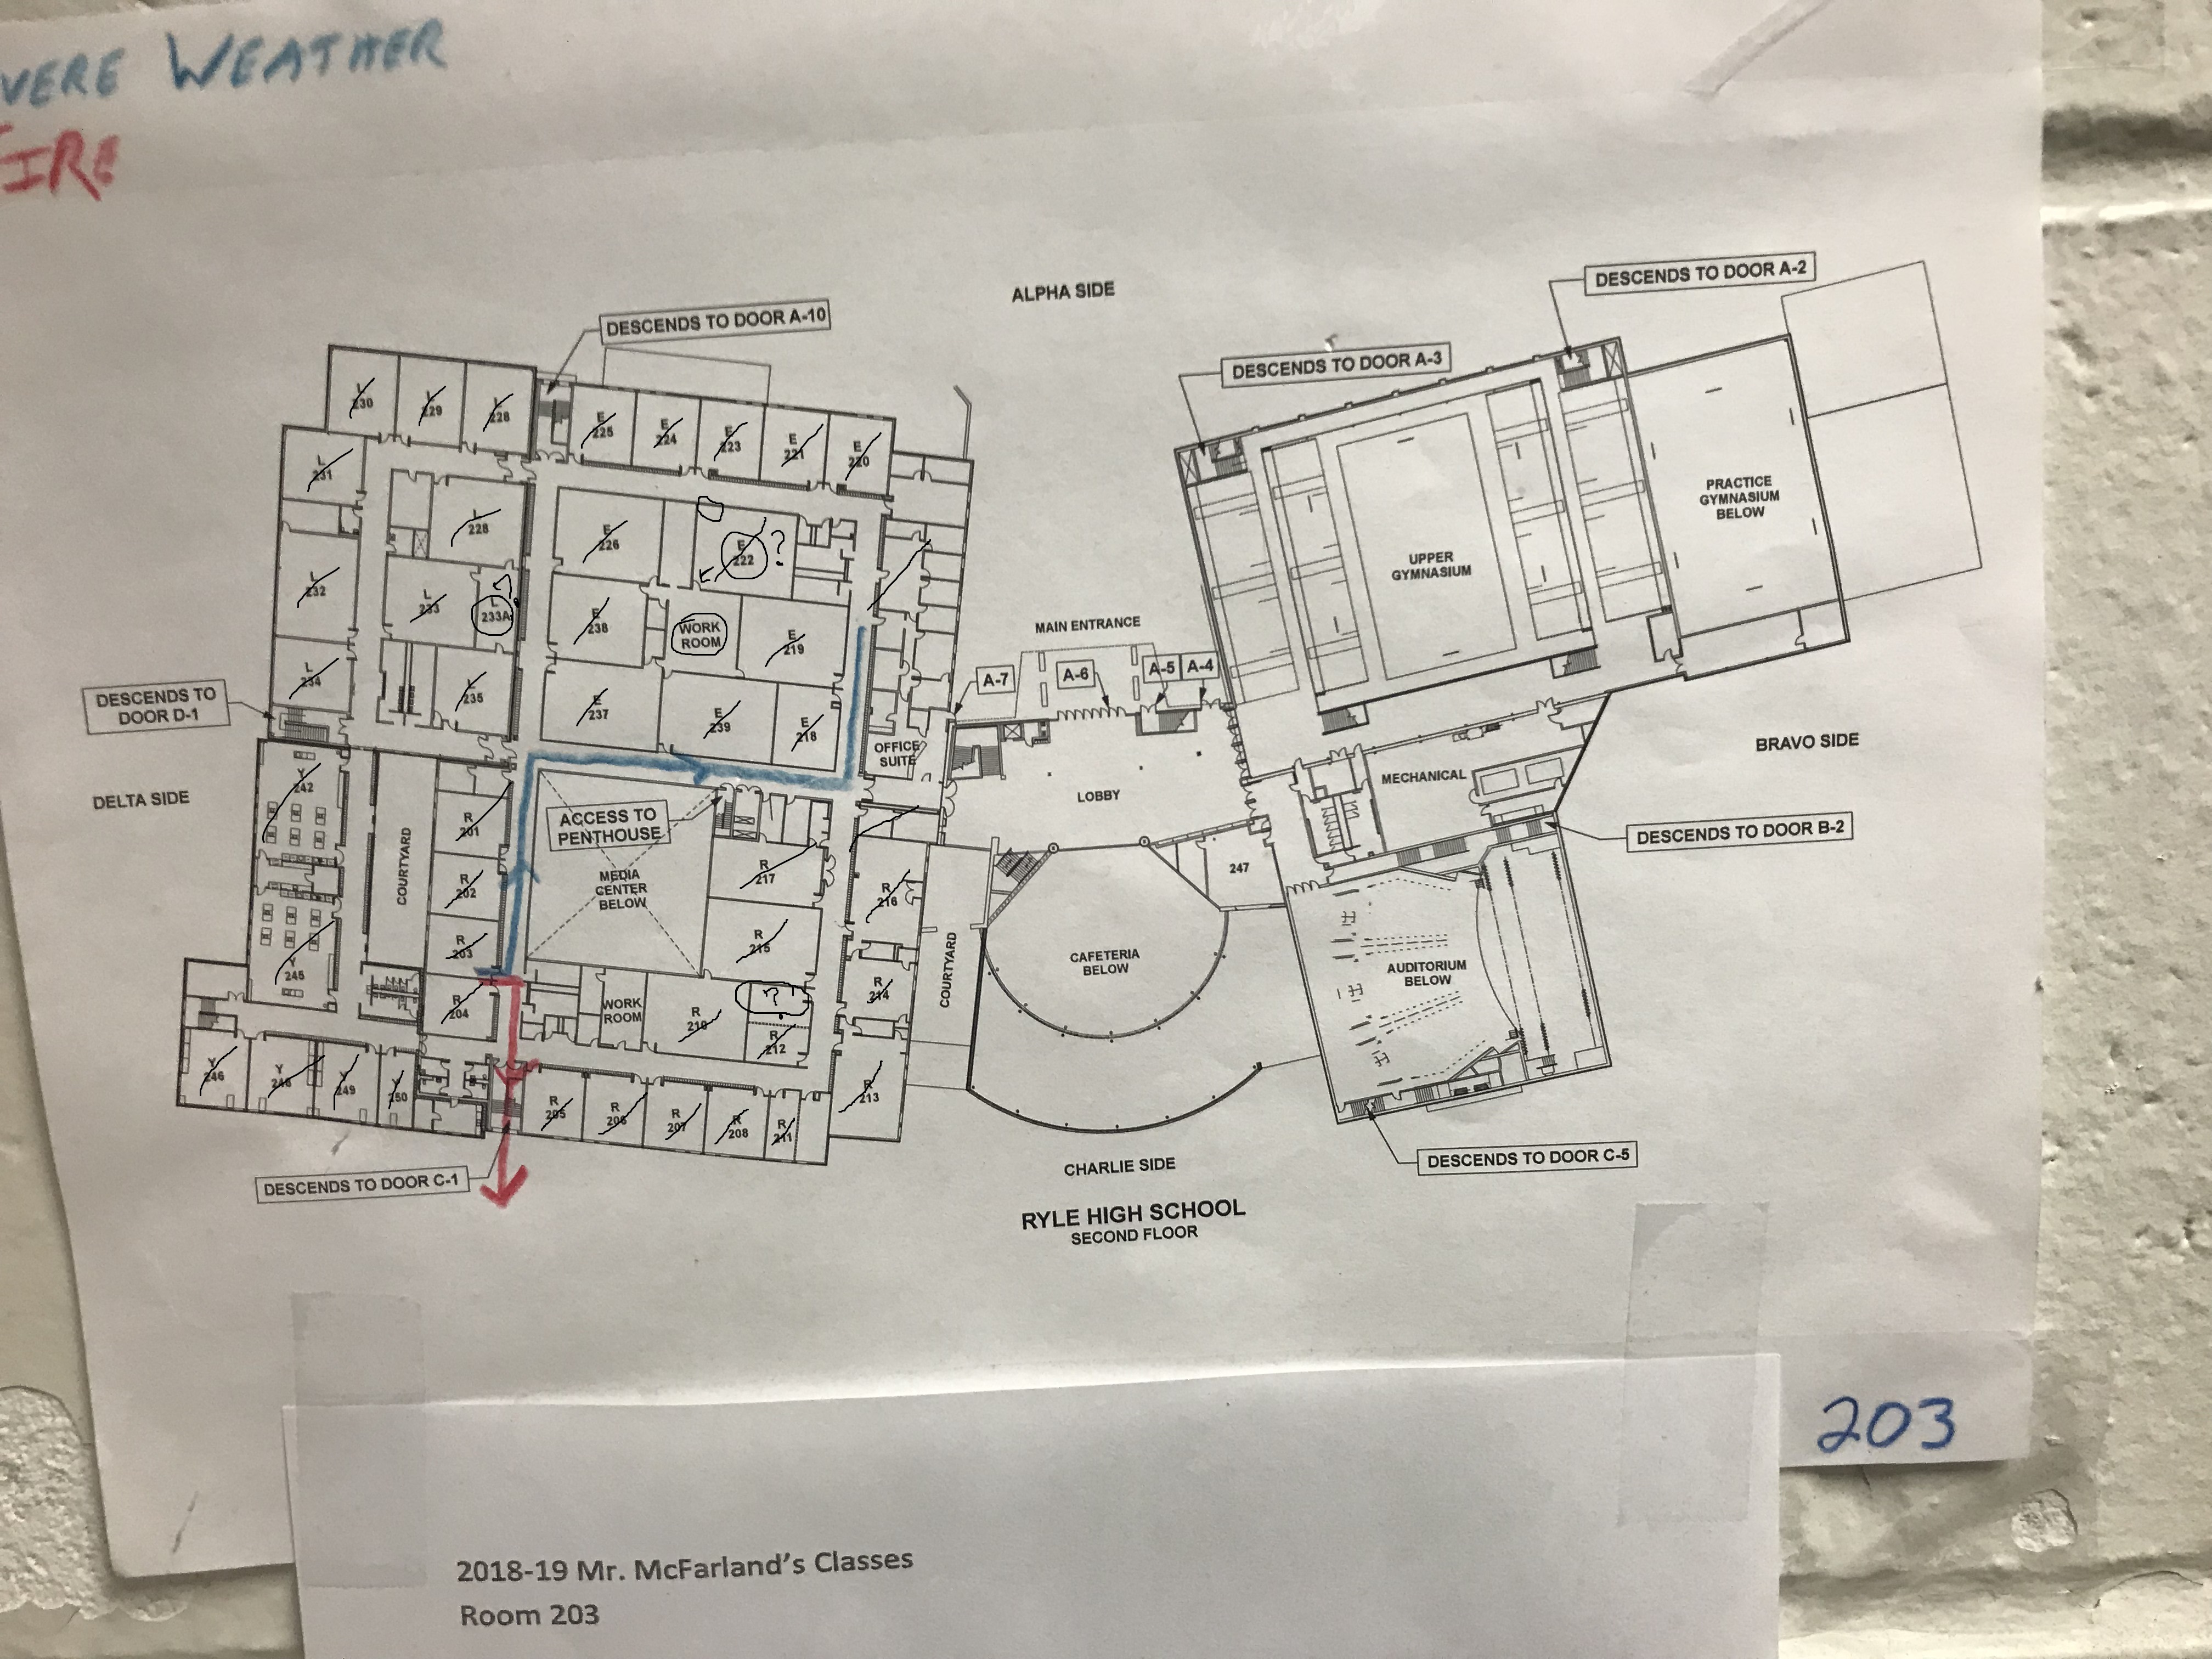 VERE WEATHER
FIRE
ALPHA SIDE
DESCENDS TO DOOR A-2
DESCENDS TO DOOR A-10
DESCENDS TO DOOR A-3
230
229
L
228
E
225
E
224
E
223
E
221
E
220
L
231
L
228
E
226
E
222
?
PRACTICE
GYMNASIUM
BELOW
UPPER
GYMNASIUM
L
232
L
233
L
233A
E
238
WORK
ROOM
E
219
MAIN ENTRANCE
A-7
A-6
A-5
A-4
L
234
L
235
E
237
E
239
E
218
DESCENDS TO
DOOR D-1
OFFICE
SUITE
BRAVO SIDE
DELTA SIDE
Y
242
LOBBY
MECHANICAL
R
201
ACCESS TO
PENTHOUSE
DESCENDS TO DOOR B-2
COURTYARD
R
202
MEDIA
CENTER
BELOW
R
217
R
216
247
R
203
R
215
COURTYARD
CAFETERIA
BELOW
AUDITORIUM
BELOW
Y
245
R
204
WORK
ROOM
R
210
?
R
212
R
214
Y
246
Y
248
Y
249
Y
250
R
205
R
206
R
207
R
208
R
211
R
213
DESCENDS TO DOOR C-1
CHARLIE SIDE
DESCENDS TO DOOR C-5
RYLE HIGH SCHOOL
SECOND FLOOR
203
2018-19 Mr. McFarland's Classes
Room 203